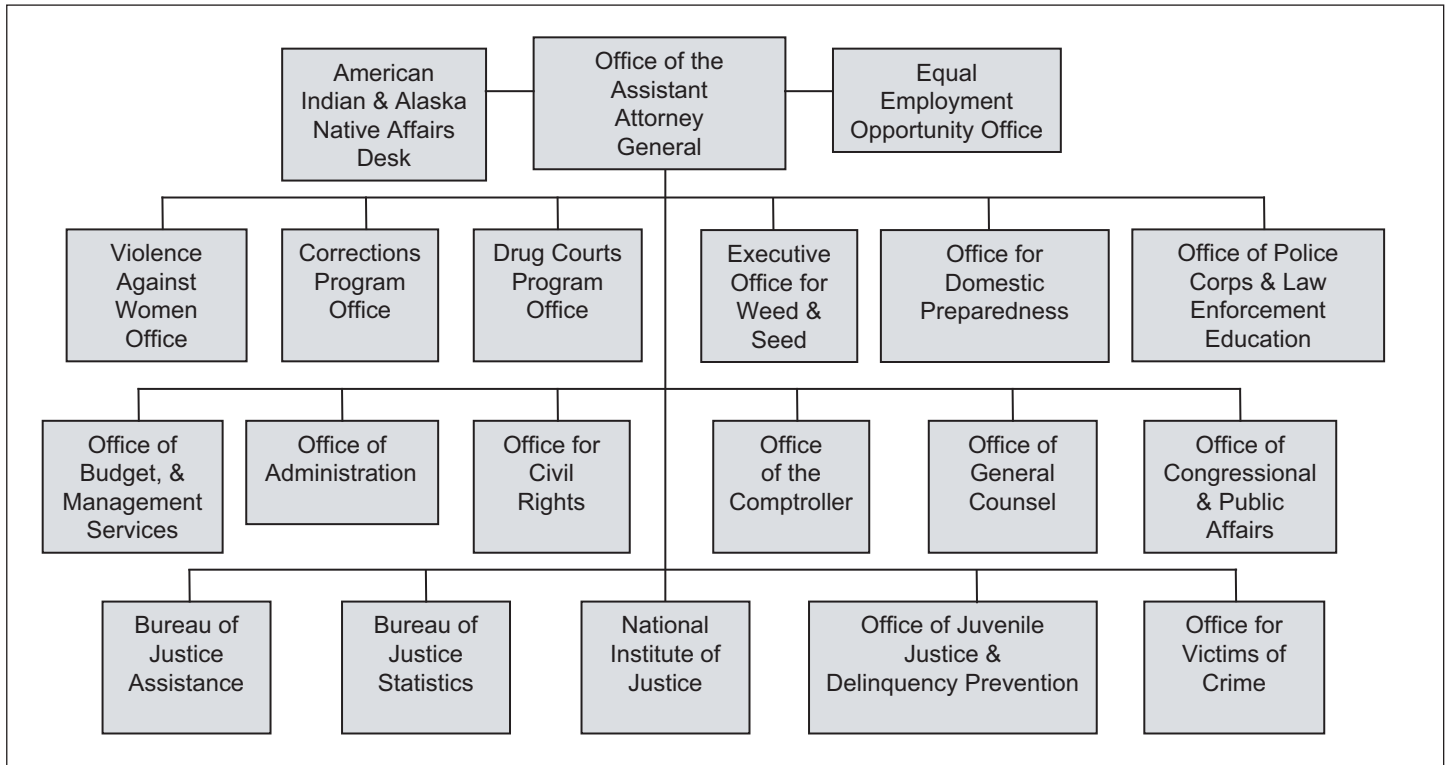 American
Indian & Alaska
Native Affairs
Desk
Office of the
Assistant
Attorney
General
Equal
Employment
Opportunity Office
Violence
Against
Women
Office
Corrections
Program
Office
Drug Courts
Program
Office
Executive
Office for
Weed &
Seed
Office for
Domestic
Preparedness
Office of Police
Corps & Law
Enforcement
Education
Office of
Budget, &
Management
Services
Office of
Administration
Office for
Civil
Rights
Office
of the
Comptroller
Office of
General
Counsel
Office of
Congressional
& Public
Affairs
Bureau of
Justice
Assistance
Bureau of
Justice
Statistics
National
Institute of
Justice
Office of Juvenile
Justice &
Delinquency Prevention
Office for
Victims of
Crime